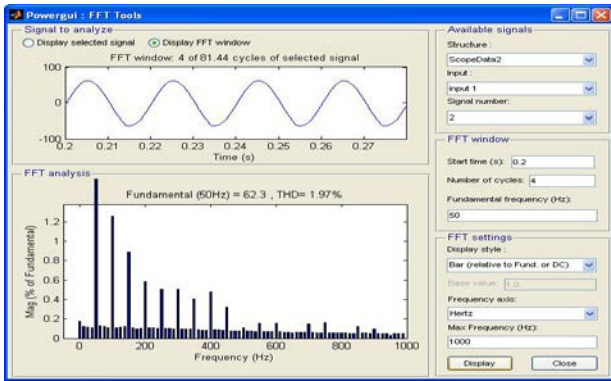 Powergui : FFT Tools
Signal to analyze
Display selected signal
Display FFT window
FFT window: 4 of 81.44 cycles of selected signal
100
0
-100
0.2 0.21 0.22 0.23 0.24 0.25 0.26 0.27
Time (s)
FFT analysis
Fundamental (50Hz) = 62.3 , THD= 1.97%
Mag (% of Fundamental)
1.2
1
0.8
0.6
0.4
0.2
0
0 200 400 600 800 1000
Frequency (Hz)
Available signals
Structure :
ScopeData2
Input :
input 1
Signal number:
2
FFT window
Start time (s): 0.2
Number of cycles: 4
Fundamental frequency (Hz):
50
FFT settings
Display style :
Bar (relative to Fund. or DC)
Base value: 1.0
Frequency axis:
Hertz
Max Frequency (Hz):
1000
Display
Close